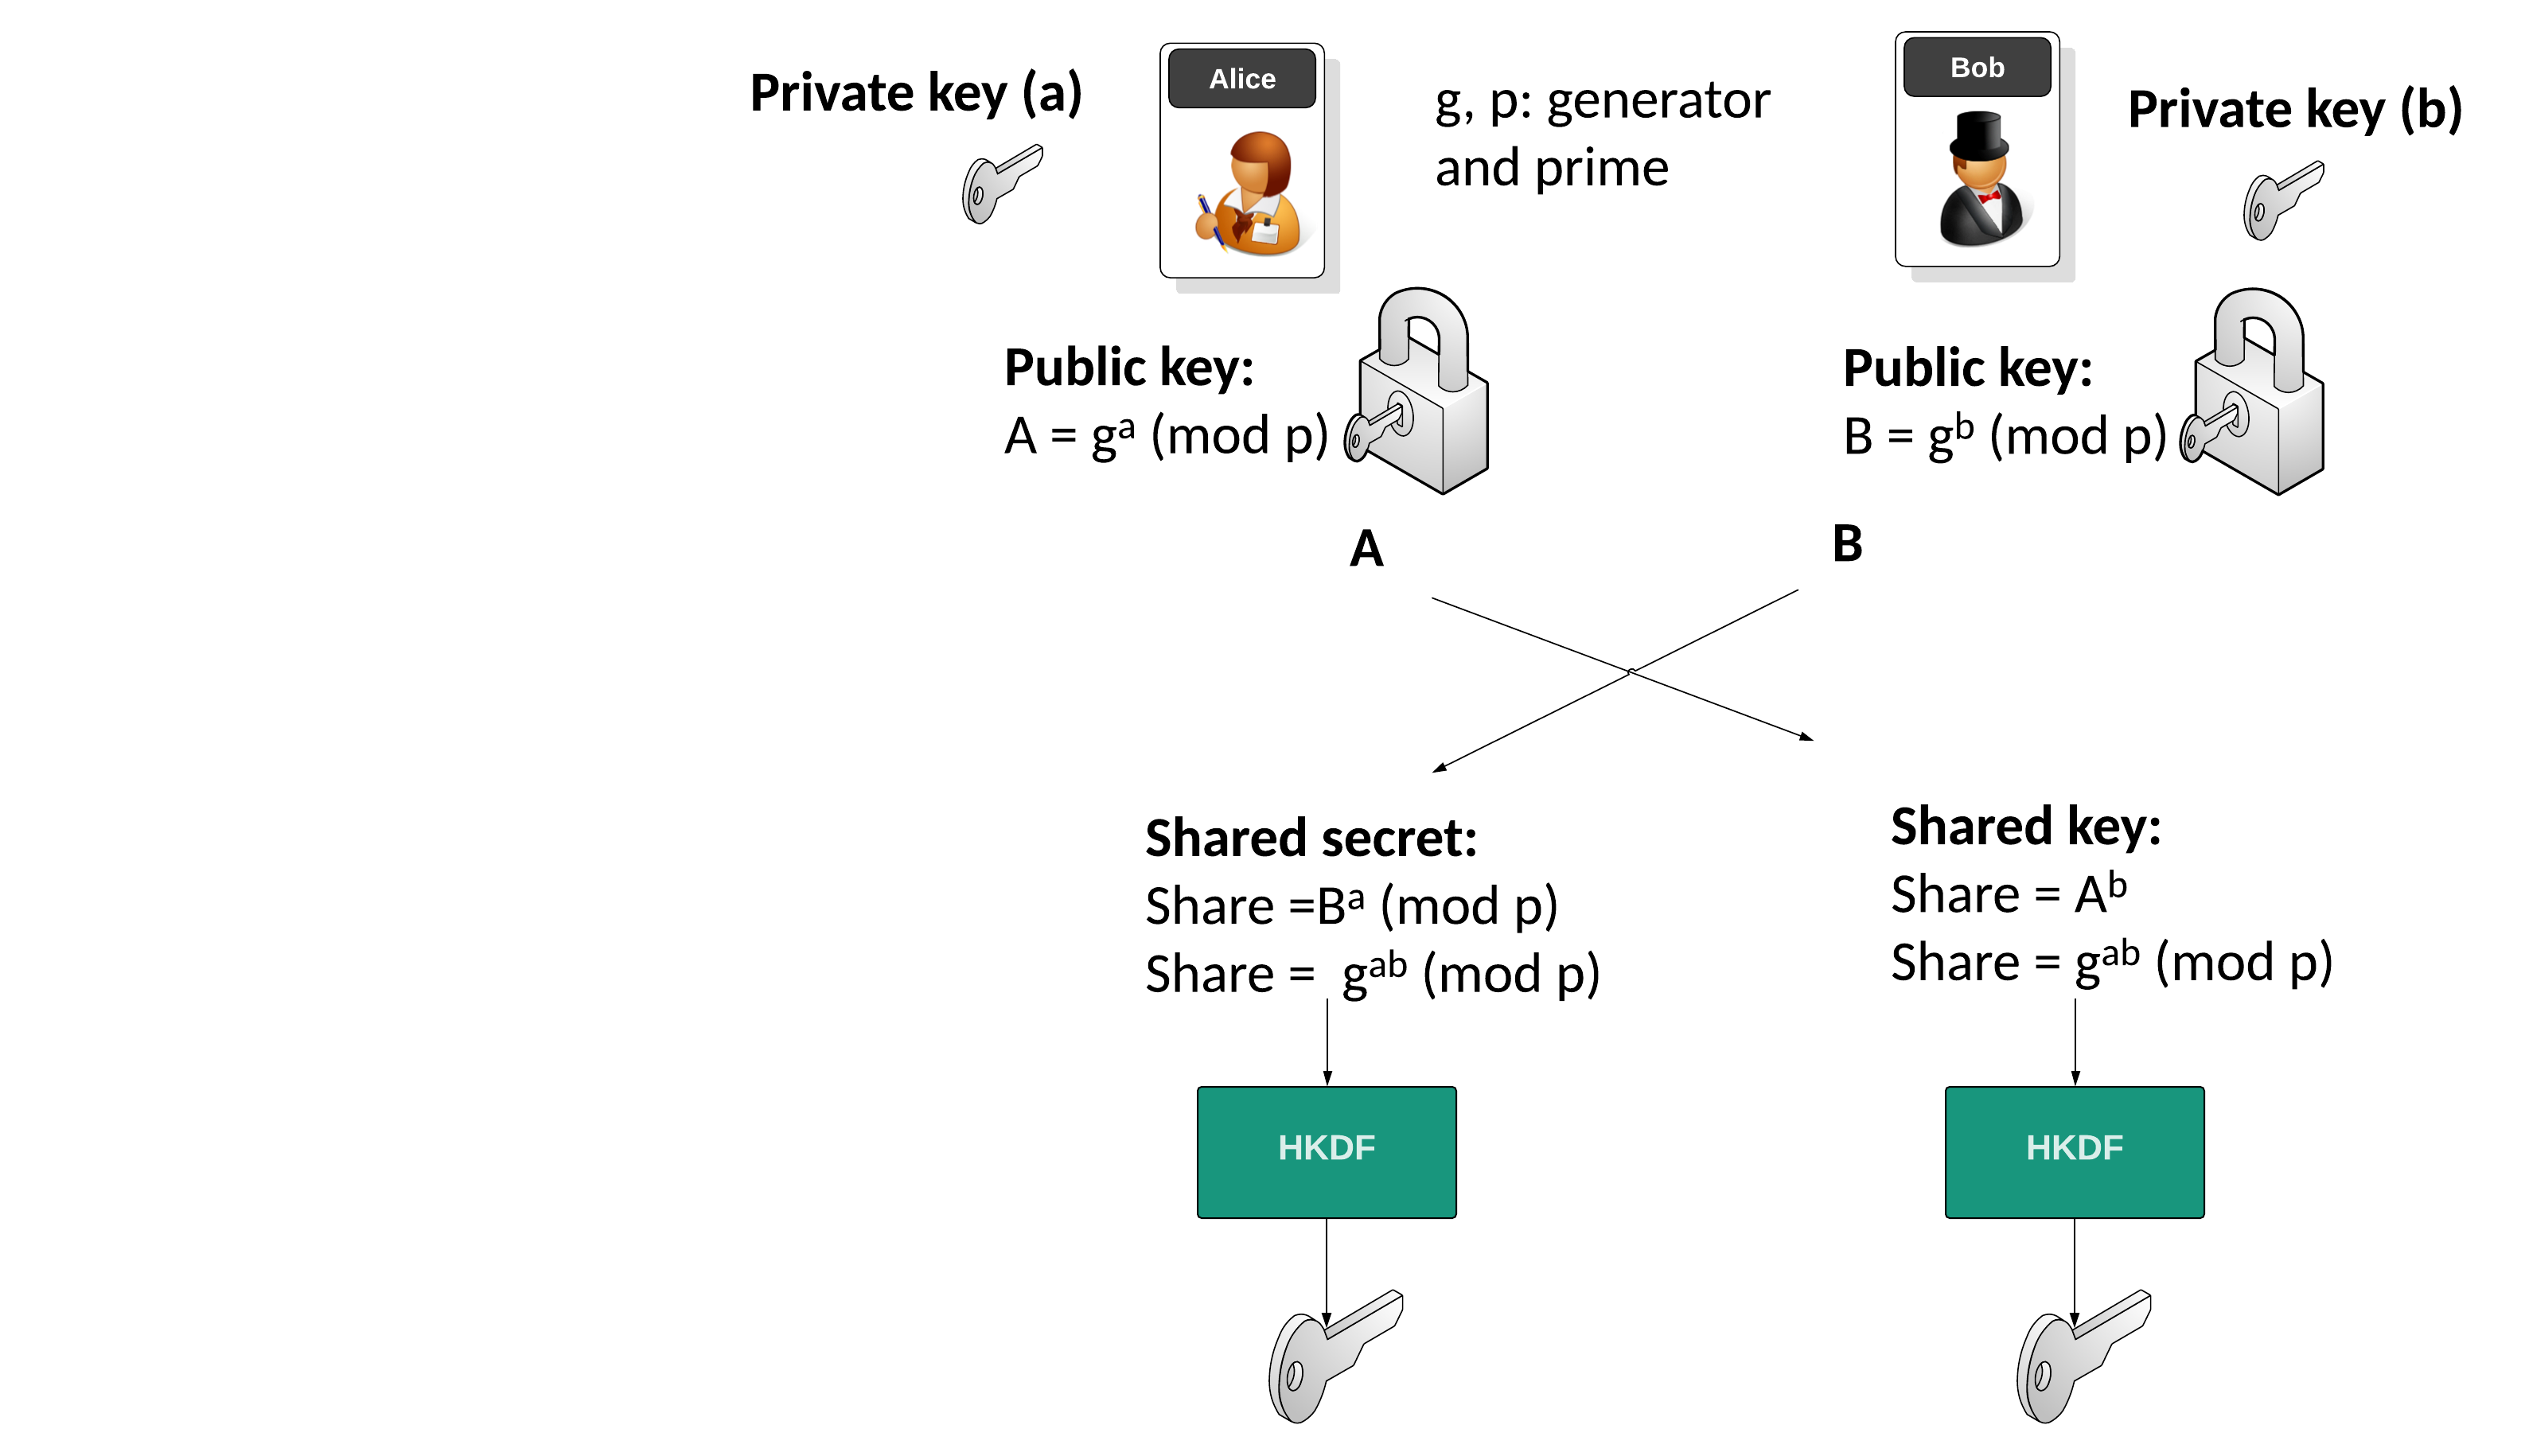 Private key (a)
Alice
g, p: generator
and prime
Bob
Private key (b)
Public key:
A = gᵃ (mod p)
Public key:
B = gᵇ (mod p)
A
B
Shared secret:
Share =Bᵃ (mod p)
Share =  gᵃᵇ (mod p)
Shared key:
Share = Aᵇ
Share = gᵃᵇ (mod p)
HKDF
HKDF